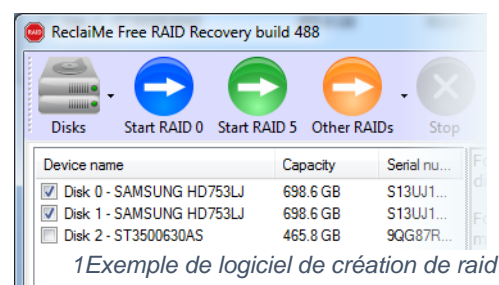 ReclaiMe Free RAID Recovery build 488
Disks Start RAID 0 Start RAID 5 Other RAIDs Stop
Device name Capacity Serial nu...
Disk 0 - SAMSUNG HD753LJ 698.6 GB S13UJ1...
Disk 1 - SAMSUNG HD753LJ 698.6 GB S13UJ1...
Disk 2 - ST3500630AS 465.8 GB 9QG87R...
1Exemple de logiciel de création de raid